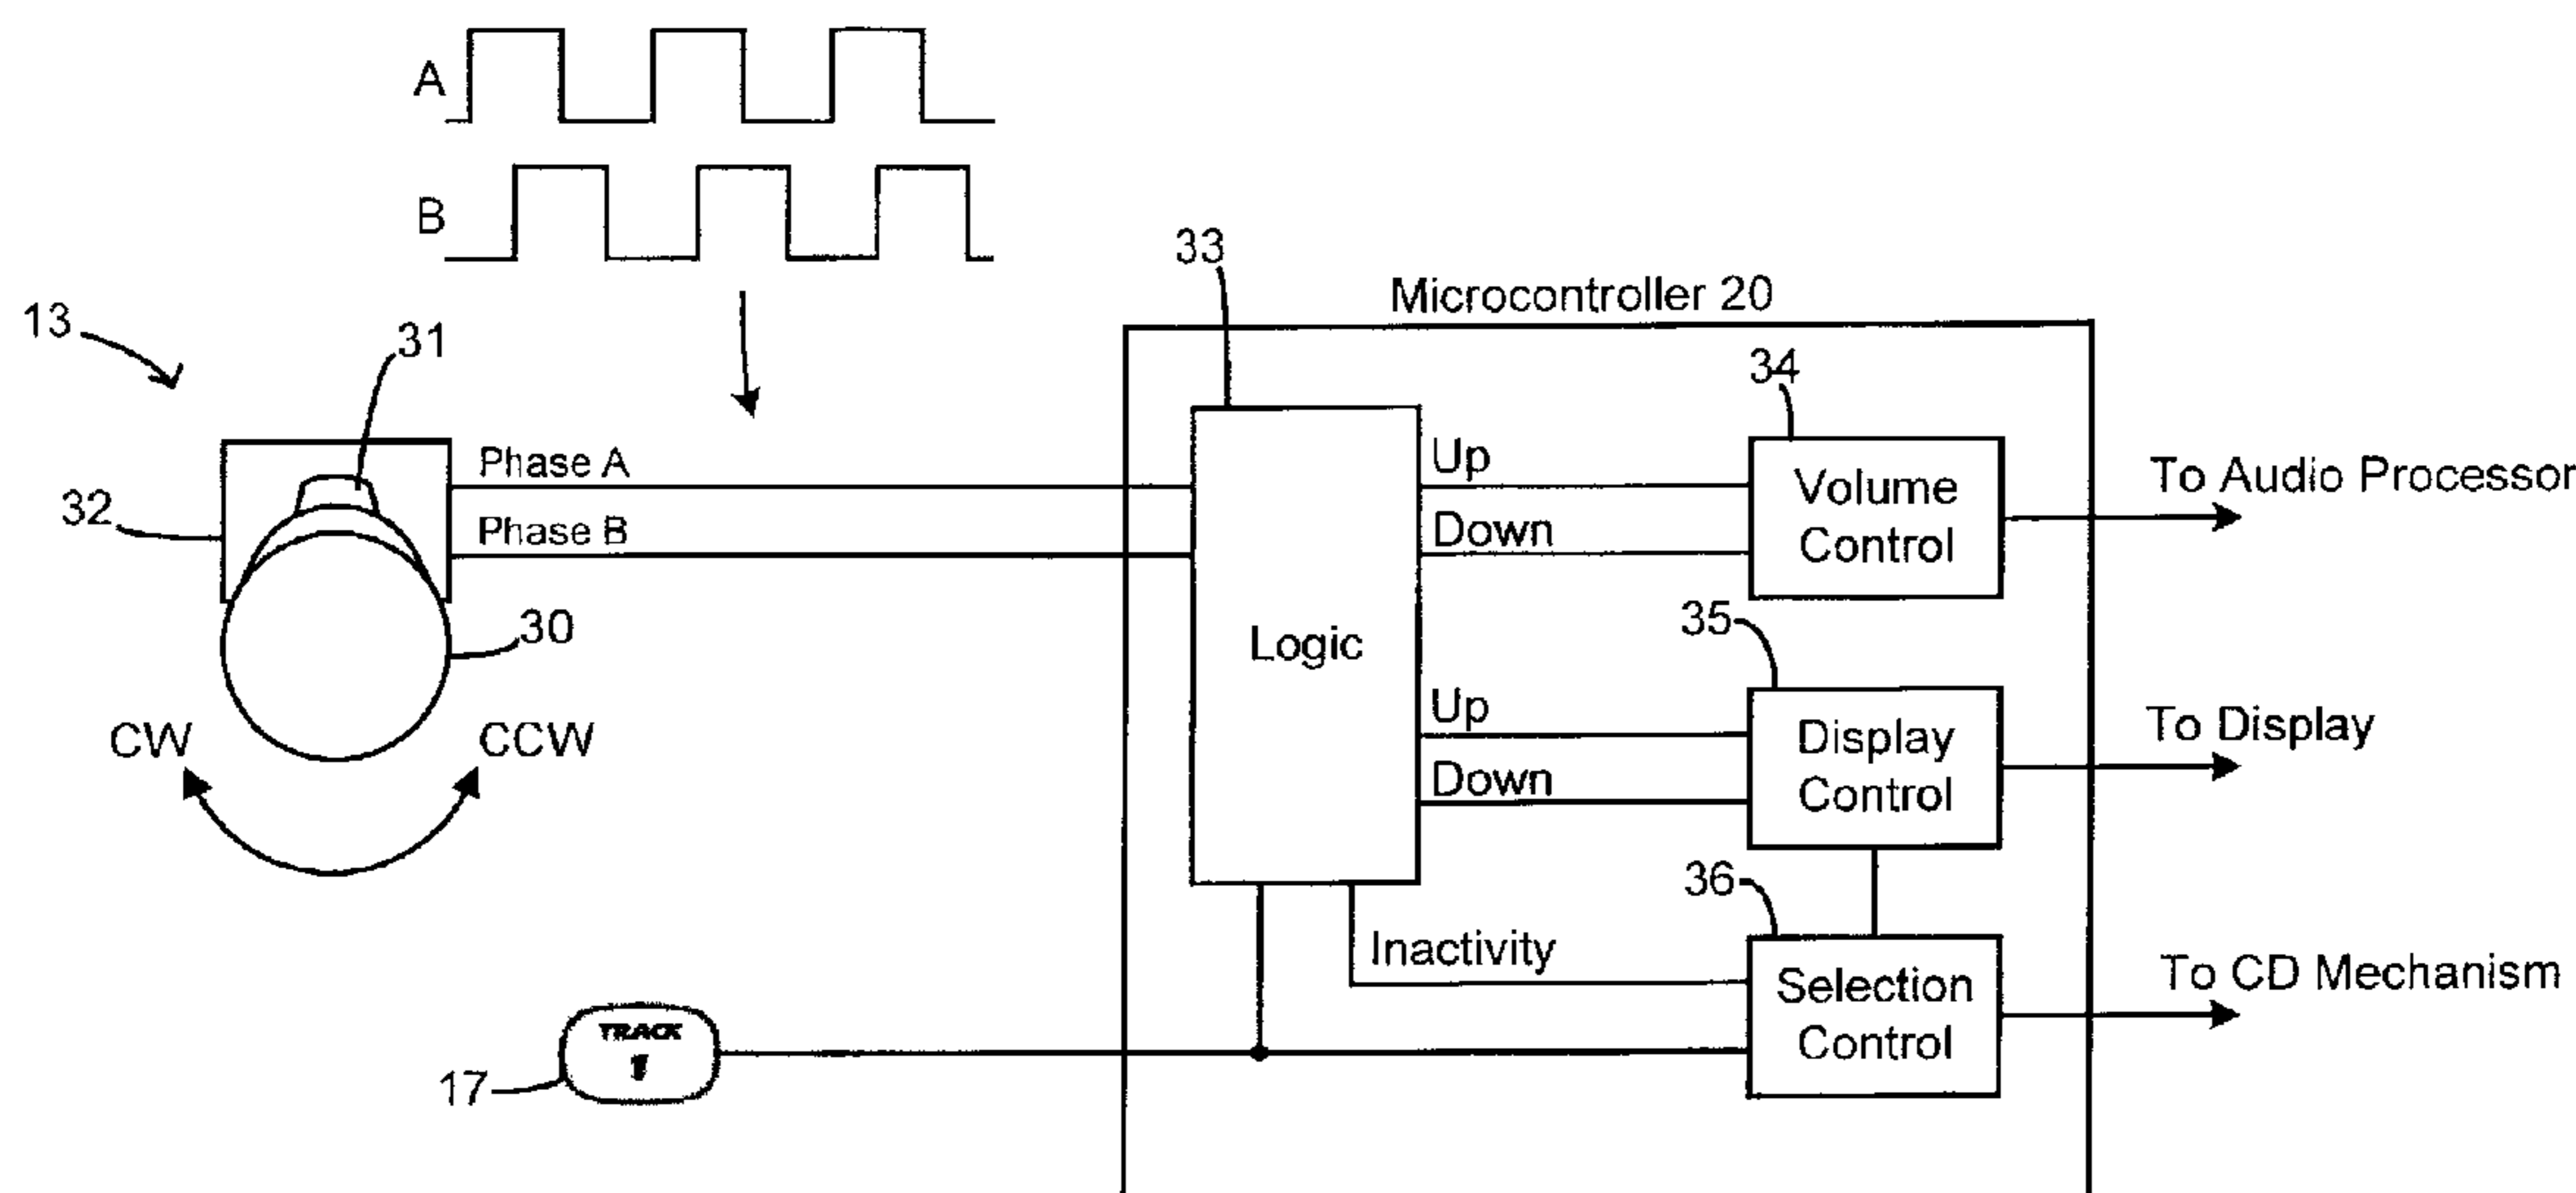 A
B
33
Microcontroller 20
13
31
34
Phase A
Up
Volume
Control
To Audio Processor
32
Phase B
Down
35
30
Logic
Up
Display
Control
To Display
CW
CCW
Down
36
Inactivity
Selection
Control
To CD Mechanism
TRACK
1
17